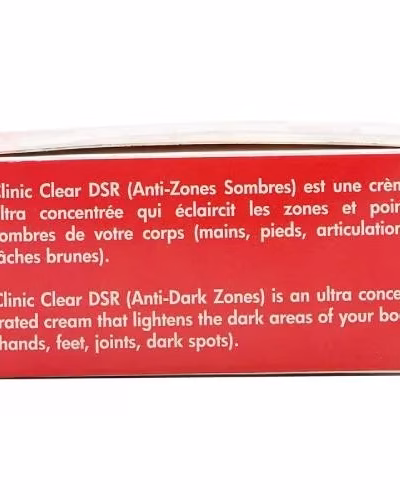 linic Clear DSR (Anti-Zones Sombres) est une crèm
ltra concentrée qui éclaircit les zones et poin
ombres de votre corps (mains, pieds, articulation
âches brunes).
linic Clear DSR (Anti-Dark Zones) is an ultra conce
rated cream that lightens the dark areas of your bo
hands, feet, joints, dark spots).